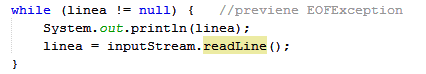 while (linea != null) {   //previene EOFException
    System.out.println(linea);
    linea = inputStream.readLine();
}